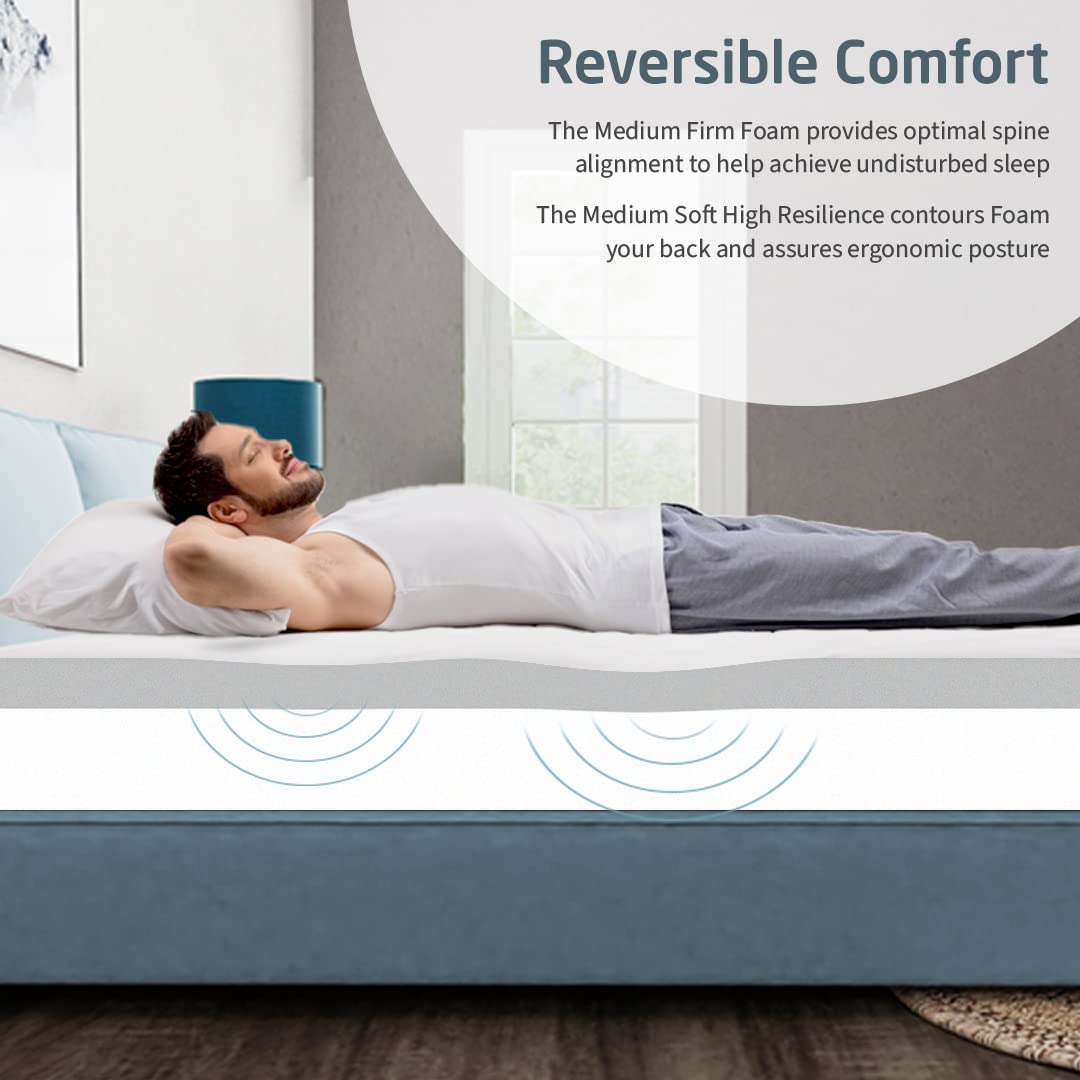 Reversible Comfort
The Medium Firm Foam provides optimal spine
alignment to help achieve undisturbed sleep
The Medium Soft High Resilience contours Foam
your back and assures ergonomic posture